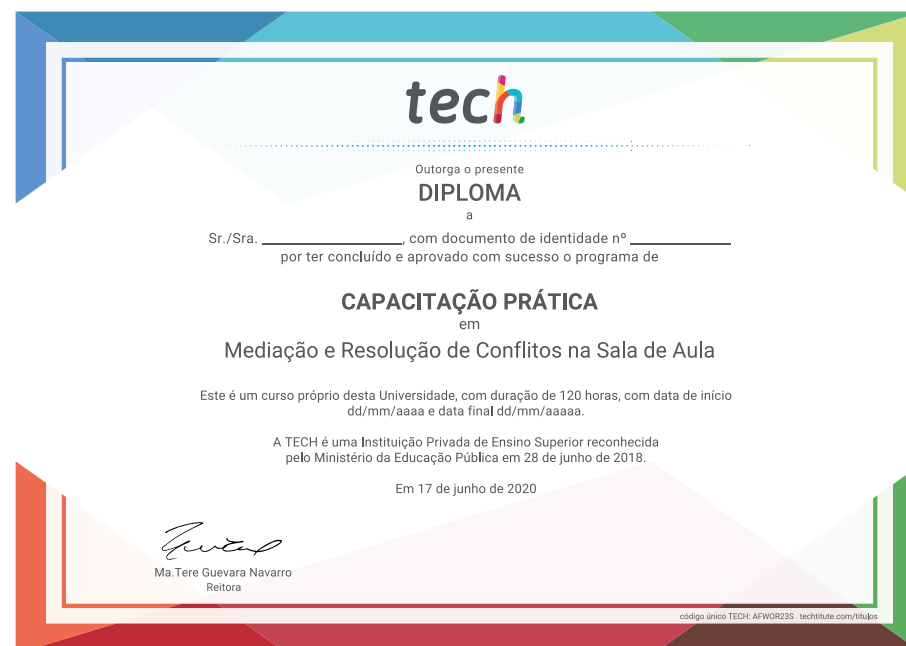 tech
Outorga o presente
DIPLOMA
a
Sr./Sra. ________________, com documento de identidade nº ____________
por ter concluído e aprovado com sucesso o programa de
CAPACITAÇÃO PRÁTICA
em
Mediação e Resolução de Conflitos na Sala de Aula
Este é um curso próprio desta Universidade, com duração de 120 horas, com data de início
dd/mm/aaaa e data final dd/mm/aaaaa.
A TECH é uma Instituição Privada de Ensino Superior reconhecida
pelo Ministério da Educação Pública em 28 de junho de 2018.
Em 17 de junho de 2020
Ma.Tere Guevara Navarro
Reitora
código único TECH: AFWOR23S techtitute.com/titulos